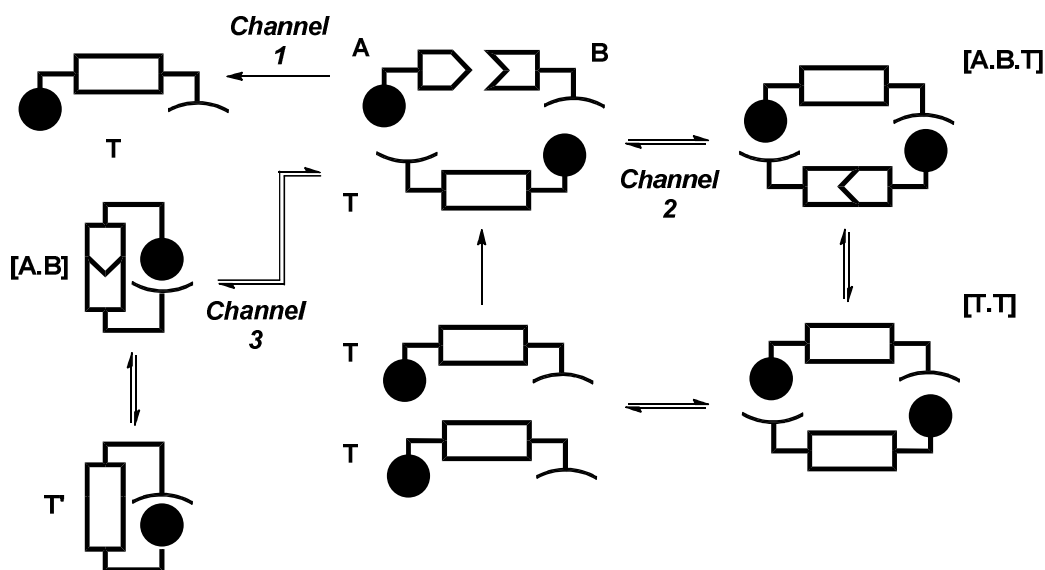 Channel
1
A
B
[A.B.T]
T
Channel
2
T
[A.B]
Channel
3
[T.T]
T
T
T'